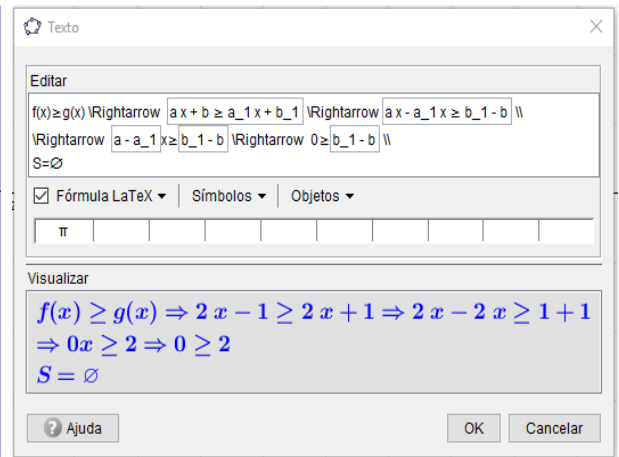 Texto
Editar
f(x)≥g(x) \Rightarrow a x + b ≥ a_1 x + b_1 \Rightarrow a x - a_1 x ≥ b_1 - b \\
\Rightarrow a - a_1 x≥ b_1 - b \Rightarrow 0≥ b_1 - b \\
S=∅
Fórmula LaTeX Símbolos Objetos
π
Visualizar
f(x) ≥ g(x) ⇒ 2 x − 1 ≥ 2 x + 1 ⇒ 2 x − 2 x ≥ 1 + 1
⇒ 0x ≥ 2 ⇒ 0 ≥ 2
S = ∅
Ajuda OK Cancelar